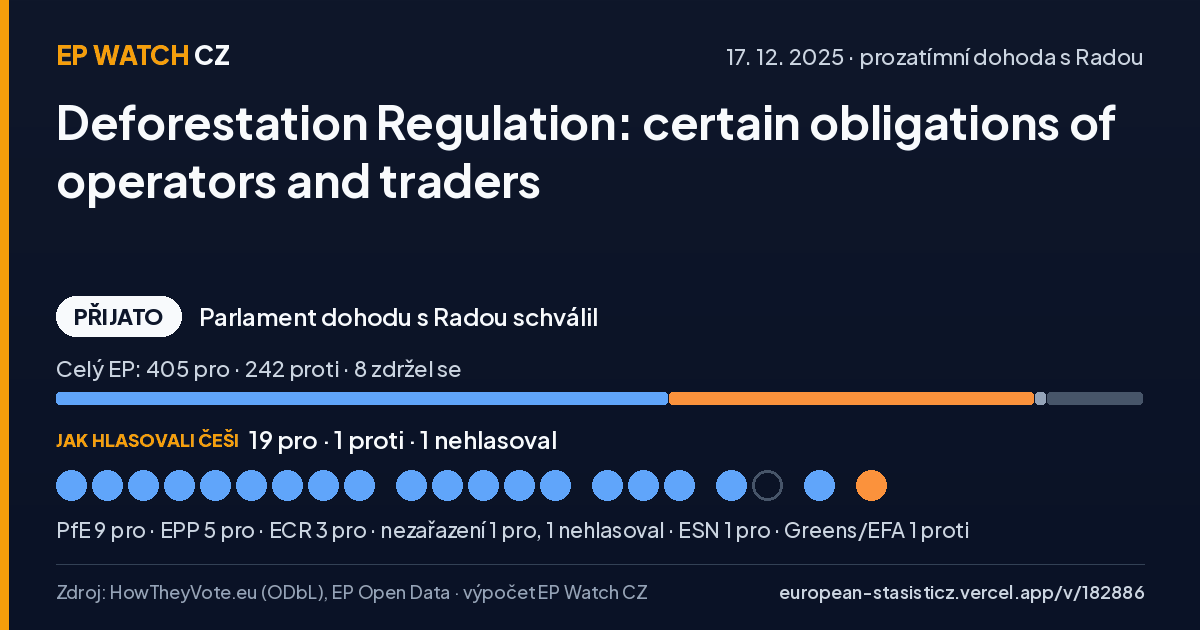 EP WATCH CZ
17. 12. 2025 · prozatímní dohoda s Radou
Deforestation Regulation: certain obligations of
operators and traders
PŘIJATO
Parlament dohodu s Radou schválil
Celý EP: 405 pro · 242 proti · 8 zdržel se
JAK HLASOVALI ČEŠI 19 pro · 1 proti · 1 nehlasoval
PfE 9 pro · EPP 5 pro · ECR 3 pro · nezařazení 1 pro, 1 nehlasoval · ESN 1 pro · Greens/EFA 1 proti
Zdroj: HowTheyVote.eu (ODbL), EP Open Data · výpočet EP Watch CZ
european-stasisticz.vercel.app/v/182886